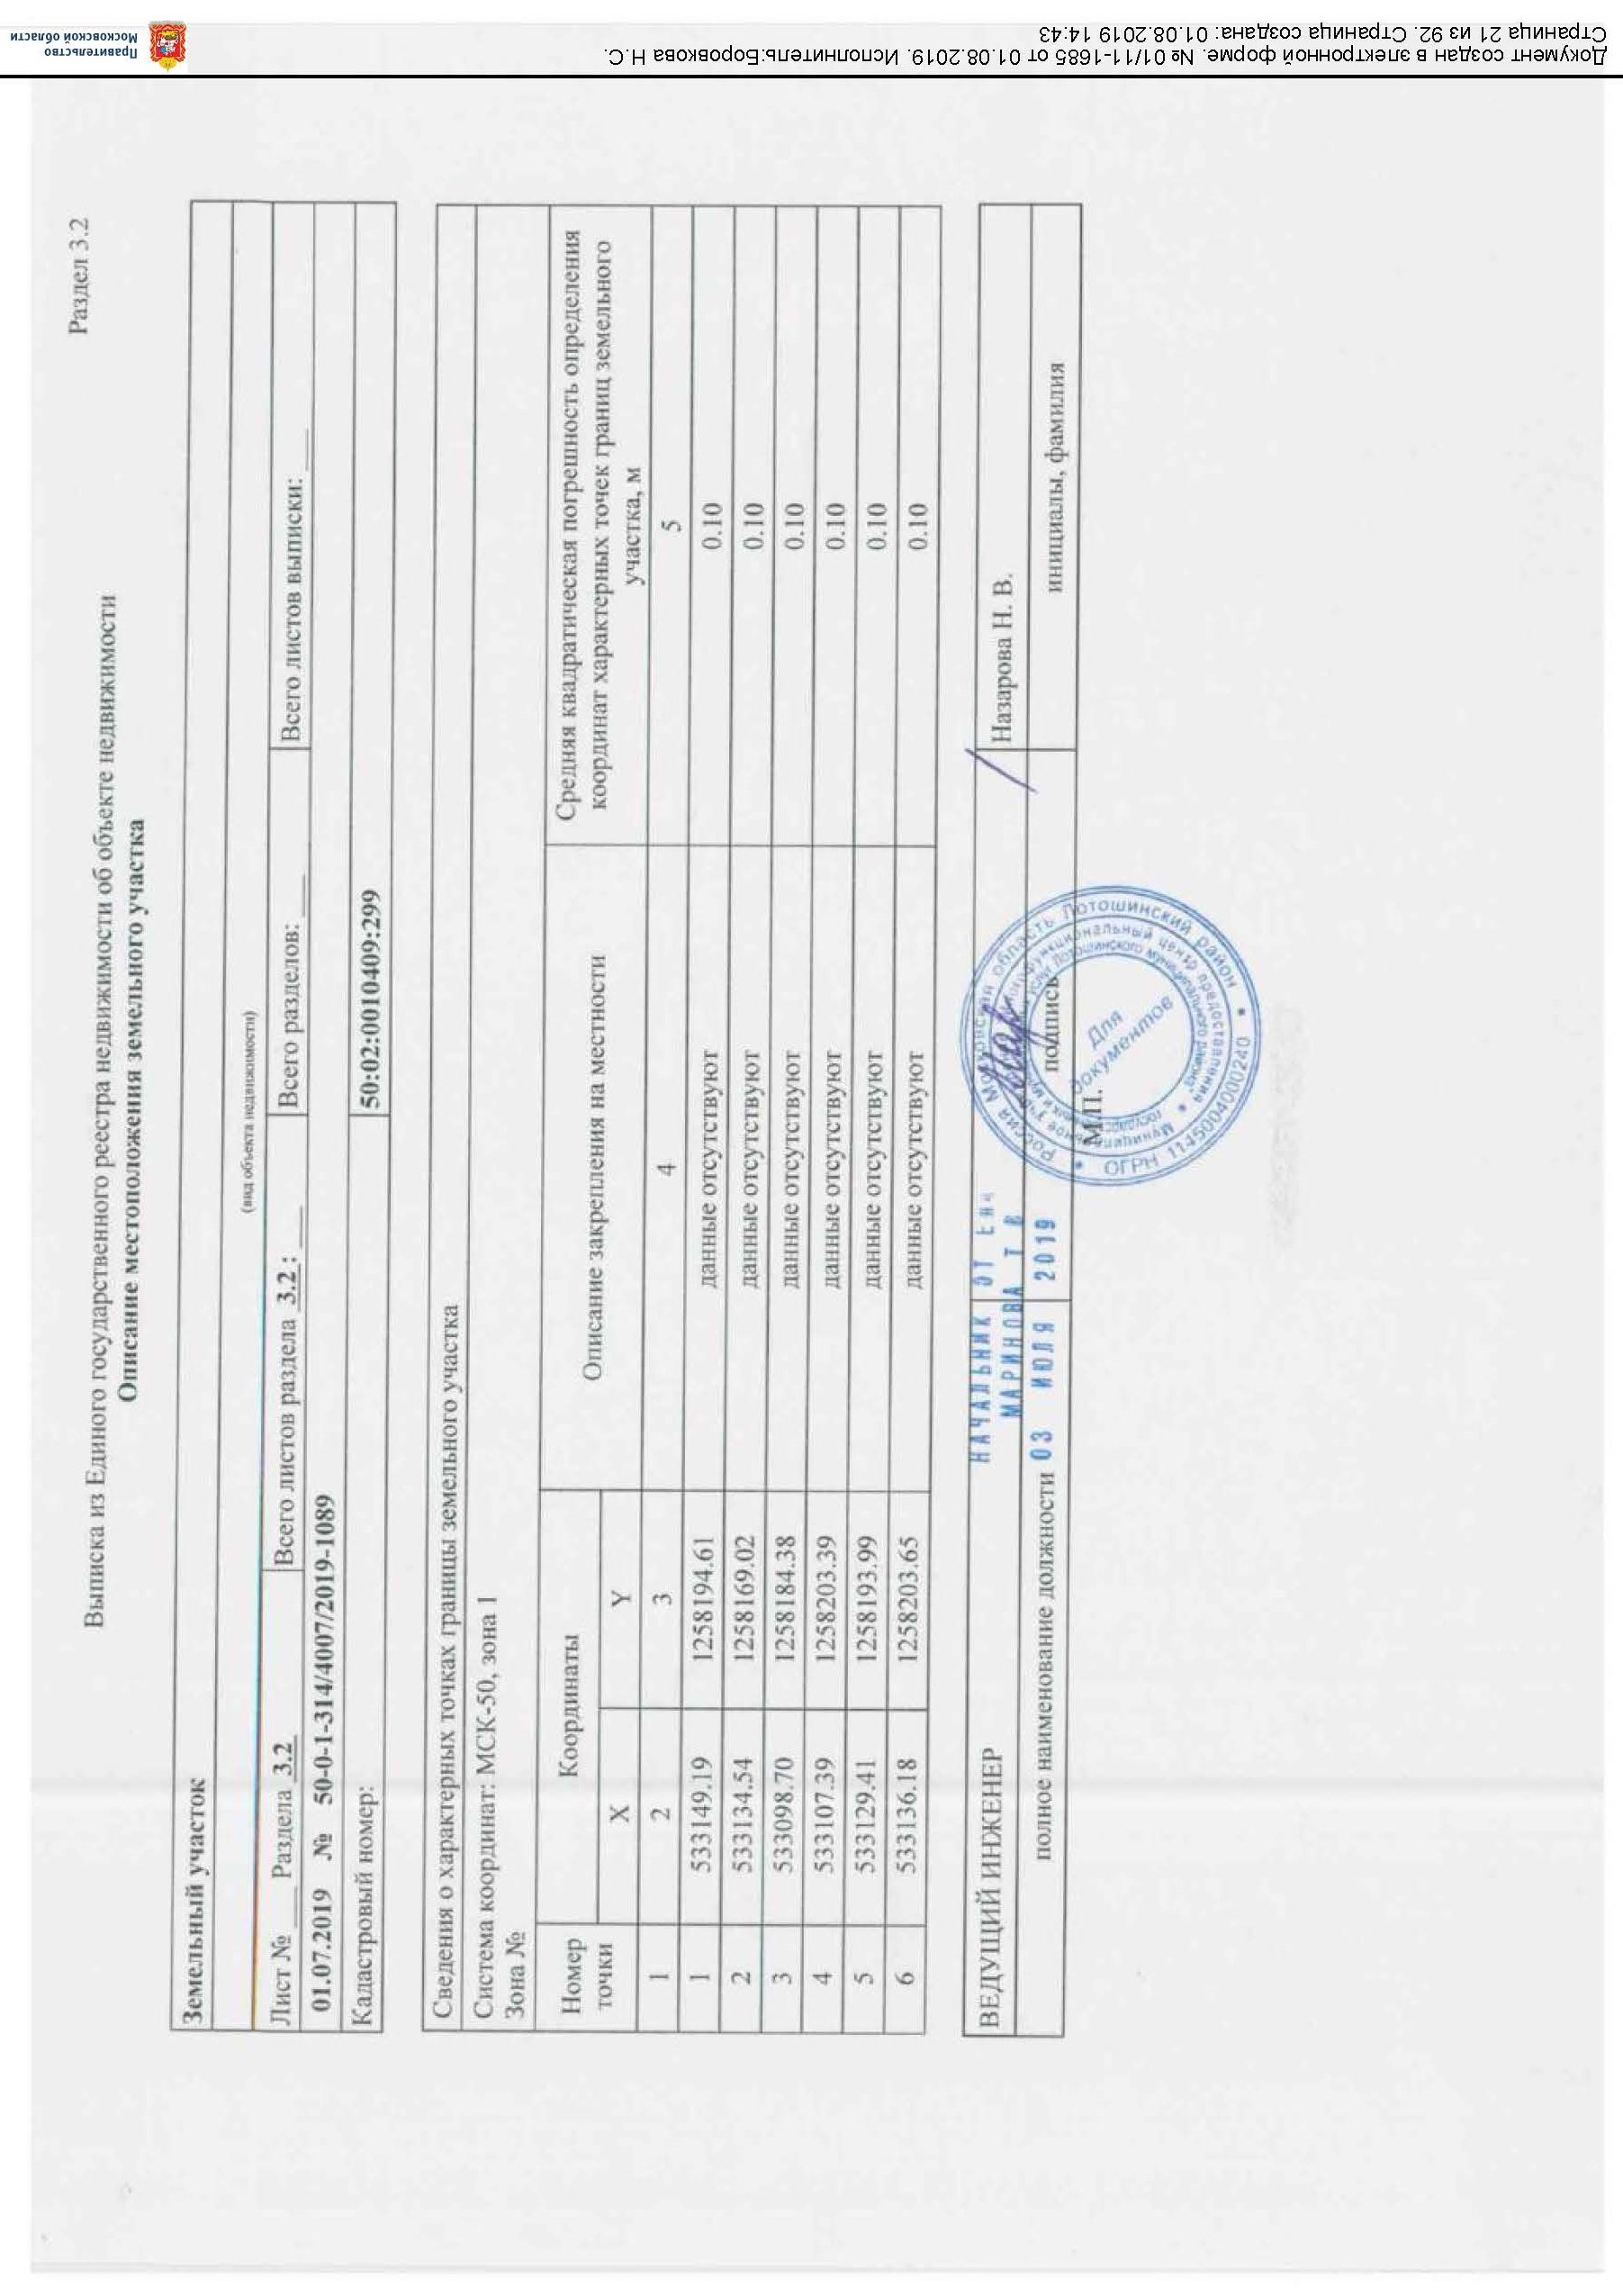 Раздел 3.2
Выписка из Единого государственного реестра недвижимости об объекте недвижимости
Описание местоположения земельного участка
Земельный участок
(вид объекта недвижимости)
Лист № ___ Раздела 3.2 Всего листов раздела 3.2 : ___ Всего разделов: ___ Всего листов выписки: ___
01.07.2019 № 50-0-1-314/4007/2019-1089
Кадастровый номер: 50:02:0010409:299
Сведения о характерных точках границы земельного участка
Система координат: МСК-50, зона 1
Зона №
Номер точки Координаты Описание закрепления на местности Средняя квадратическая погрешность определения координат характерных точек границ земельного участка, м
X Y
1 2 3 4 5
1 533149.19 1258194.61 данные отсутствуют 0.10
2 533134.54 1258169.02 данные отсутствуют 0.10
3 533098.70 1258184.38 данные отсутствуют 0.10
4 533107.39 1258203.39 данные отсутствуют 0.10
5 533129.41 1258193.99 данные отсутствуют 0.10
6 533136.18 1258203.65 данные отсутствуют 0.10
ВЕДУЩИЙ ИНЖЕНЕР Назарова Н. В.
полное наименование должности подпись инициалы, фамилия
М.П.
НАЧАЛЬНИК
МАРИНОВА Т В
03 ИЮЛЯ 2019
Россия Московская область Лотошинский район
ОГРН 1145004000240
Для
документов
Документ создан в электронной форме. № 01/11-1685 от 01.08.2019. Исполнитель:Боровкова Н.С.
Страница 21 из 92. Страница создана: 01.08.2019 14:43
Правительство
Московской области